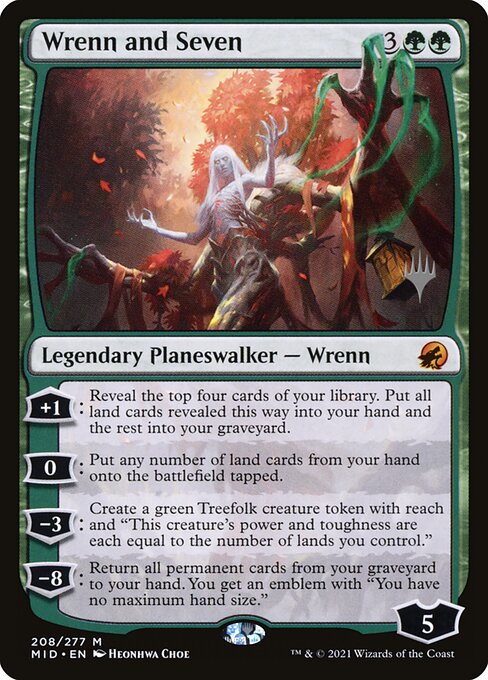 Wrenn and Seven 3
Legendary Planeswalker — Wrenn
+1: Reveal the top four cards of your library. Put all
land cards revealed this way into your hand and
the rest into your graveyard.
0: Put any number of land cards from your hand
onto the battlefield tapped.
−3: Create a green Treefolk creature token with reach
and “This creature’s power and toughness are
each equal to the number of lands you control.”
−8: Return all permanent cards from your graveyard
to your hand. You get an emblem with “You have
no maximum hand size.”
5
208/277 M
MID • EN Heonhwa Choe
™ & © 2021 Wizards of the Coast